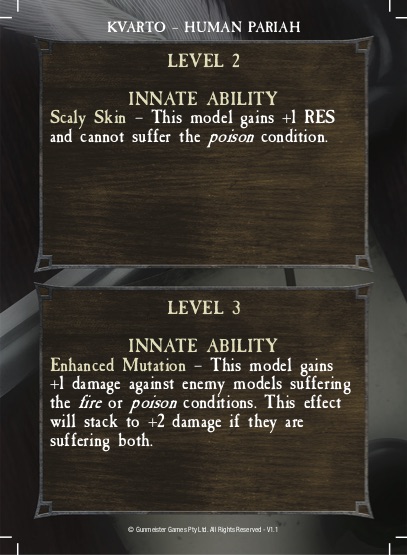 KVARTO – HUMAN PARIAH
LEVEL 2
INNATE ABILITY
Scaly Skin – This model gains +1 RES
and cannot suffer the poison condition.
LEVEL 3
INNATE ABILITY
Enhanced Mutation – This model gains
+1 damage against enemy models suffering
the fire or poison conditions. This effect
will stack to +2 damage if they are
suffering both.
© Gunmeister Games Pty Ltd. All Rights Reserved - V1.1